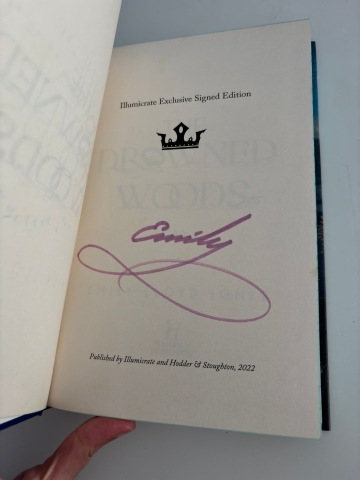 Illumicrate Exclusive Signed Edition
DROWNED
WOODS
Emily
Published by Illumicrate and Hodder & Stoughton, 2022